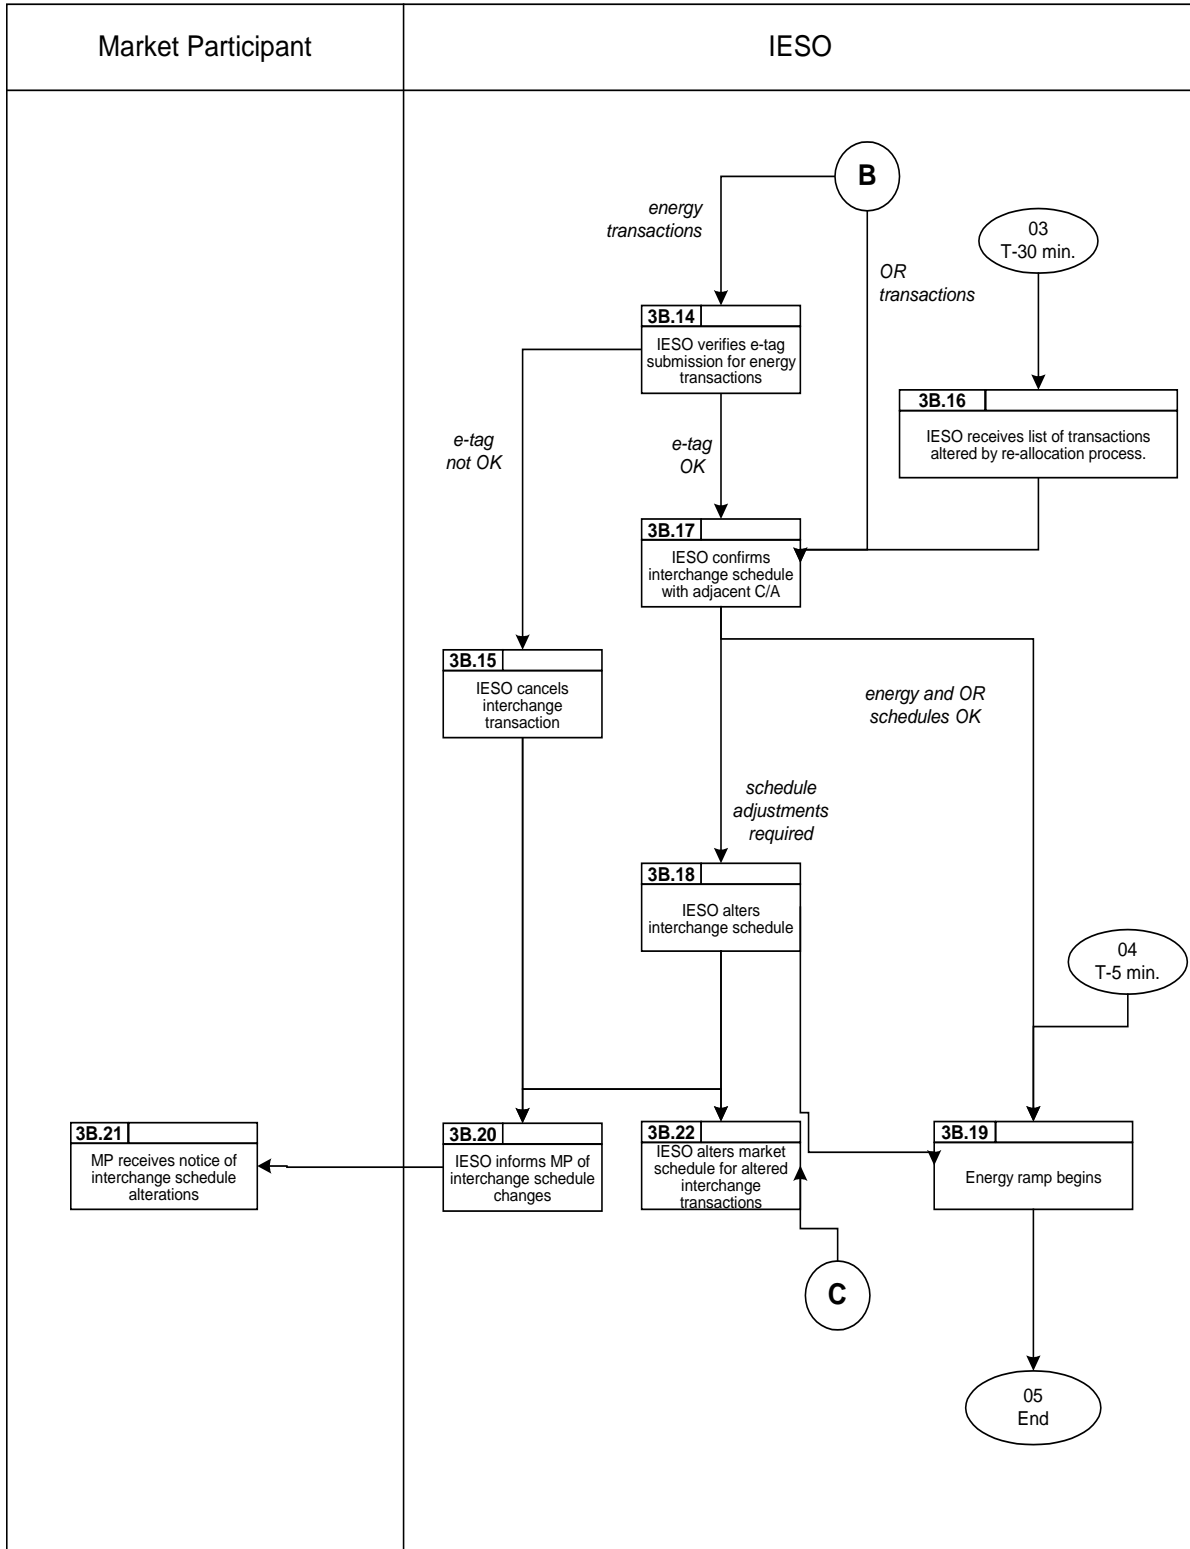 Market Participant
IESO
B
energy
transactions
03
T-30 min.
OR
transactions
3B.14
IESO verifies e-tag
submission for energy
transactions
3B.16
IESO receives list of transactions
altered by re-allocation process.
e-tag
not OK
e-tag
OK
3B.17
IESO confirms
interchange schedule
with adjacent C/A
3B.15
IESO cancels
interchange
transaction
energy and OR
schedules OK
schedule
adjustments
required
3B.18
IESO alters
interchange schedule
04
T-5 min.
3B.21
MP receives notice of
interchange schedule
alterations
3B.20
IESO informs MP of
interchange schedule
changes
3B.22
IESO alters market
schedule for altered
interchange
transactions
3B.19
Energy ramp begins
C
05
End